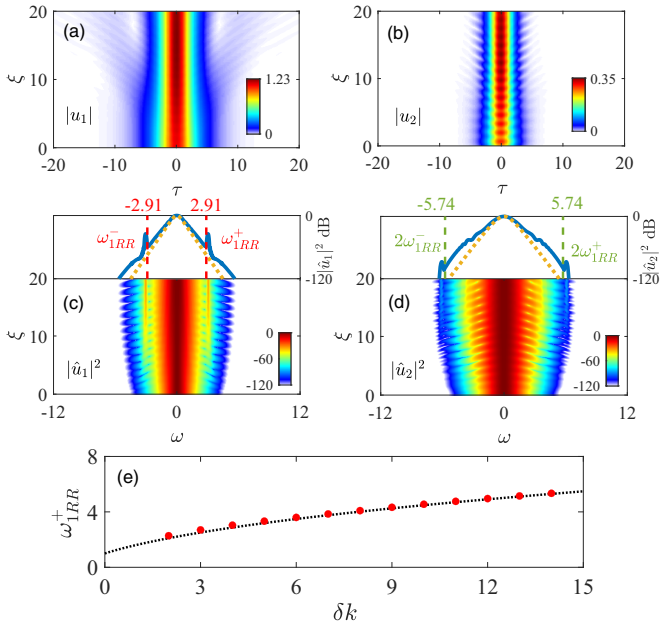 20 (a) 20 (b)
ξ 10 1.23 ξ 10 0.35
|u₁| 0 |u₂| 0
0 0
-20 -10 0 10 20 -20 0 20
τ τ
-2.91 2.91 -5.74 5.74
ω⁻₁RR ω⁺₁RR 0 |û₁|² dB -120 2ω⁻₁RR 2ω⁺₁RR 0 |û₂|² dB -120
20 (c) 20 (d)
ξ 10 0 ξ 10 0
|û₁|² -60 |û₂|² -60
0 -120 0 -120
-12 0 12 -12 0 12
ω ω
8 (e)
ω⁺₁RR 4
0
0 3 6 9 12 15
δk